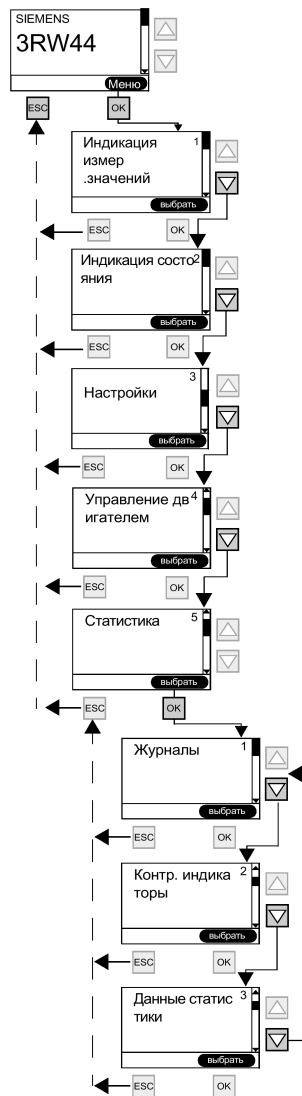 SIEMENS
3RW44
Меню
ESC
OK
Индикация
измер
.значений
1
выбрать
ESC
OK
Индикация состо
яния
2
выбрать
ESC
OK
Настройки
3
выбрать
ESC
OK
Управление дв
игателем
4
выбрать
ESC
OK
Статистика
5
выбрать
ESC
OK
Журналы
1
выбрать
ESC
OK
Контр. индика
торы
2
выбрать
ESC
OK
Данные статис
тики
3
выбрать
ESC
OK